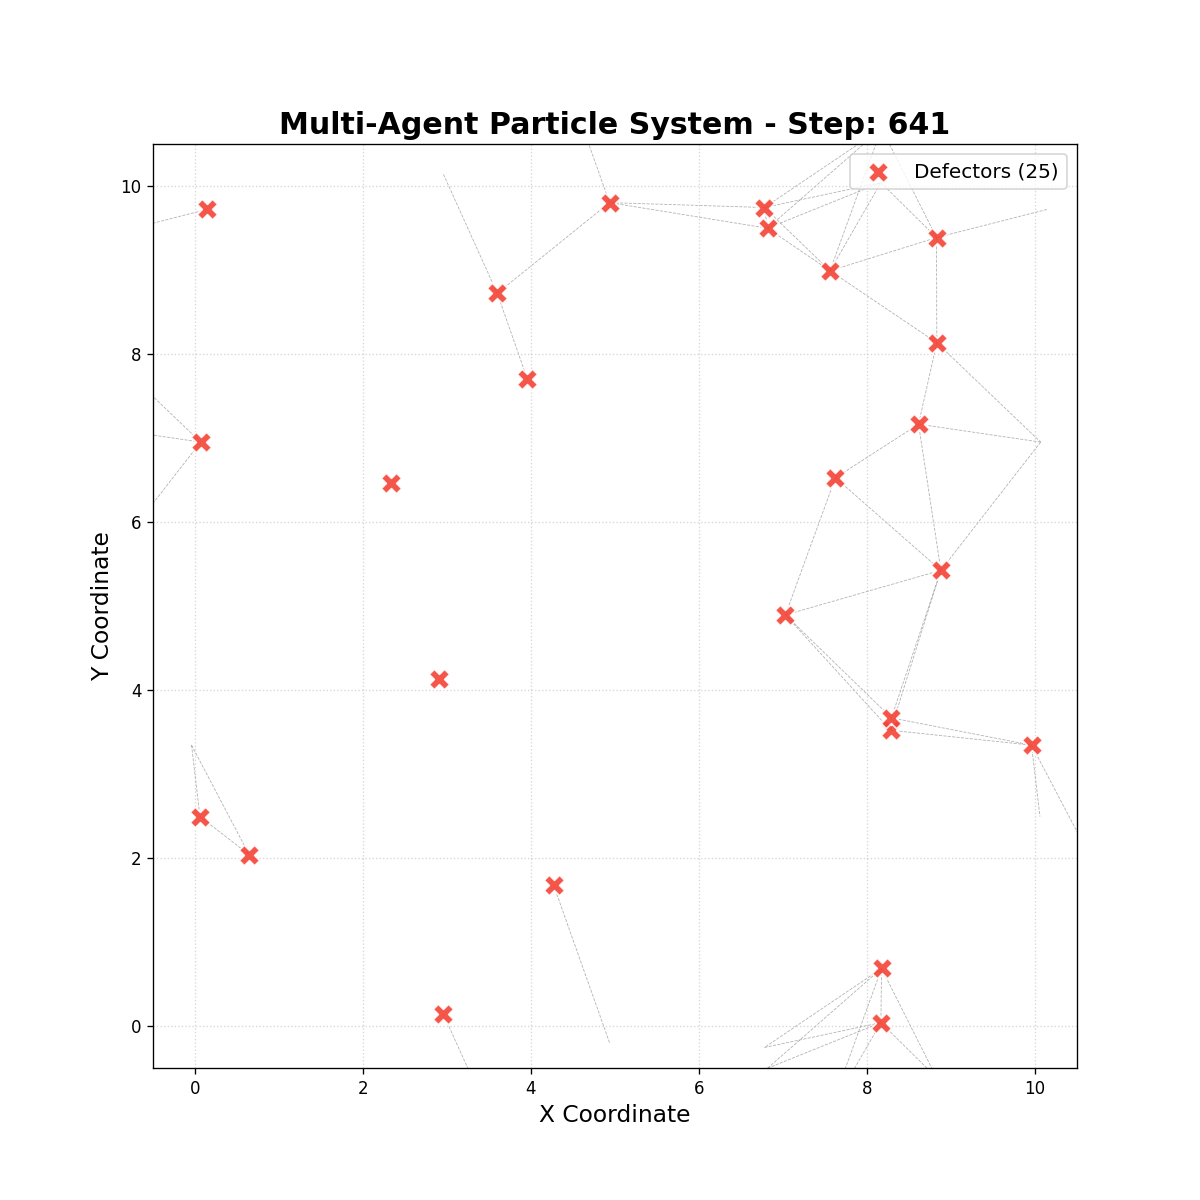 Multi-Agent Particle System - Step: 641
Defectors (25)
10
8
6
4
2
0
Y Coordinate
0 2 4 6 8 10
X Coordinate